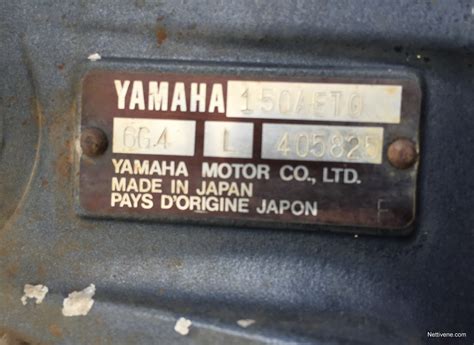 YAMAHA 150AETO
6G4 L 405825
YAMAHA MOTOR CO., LTD.
MADE IN JAPAN
PAYS D'ORIGINE JAPON F
Nettivene.com